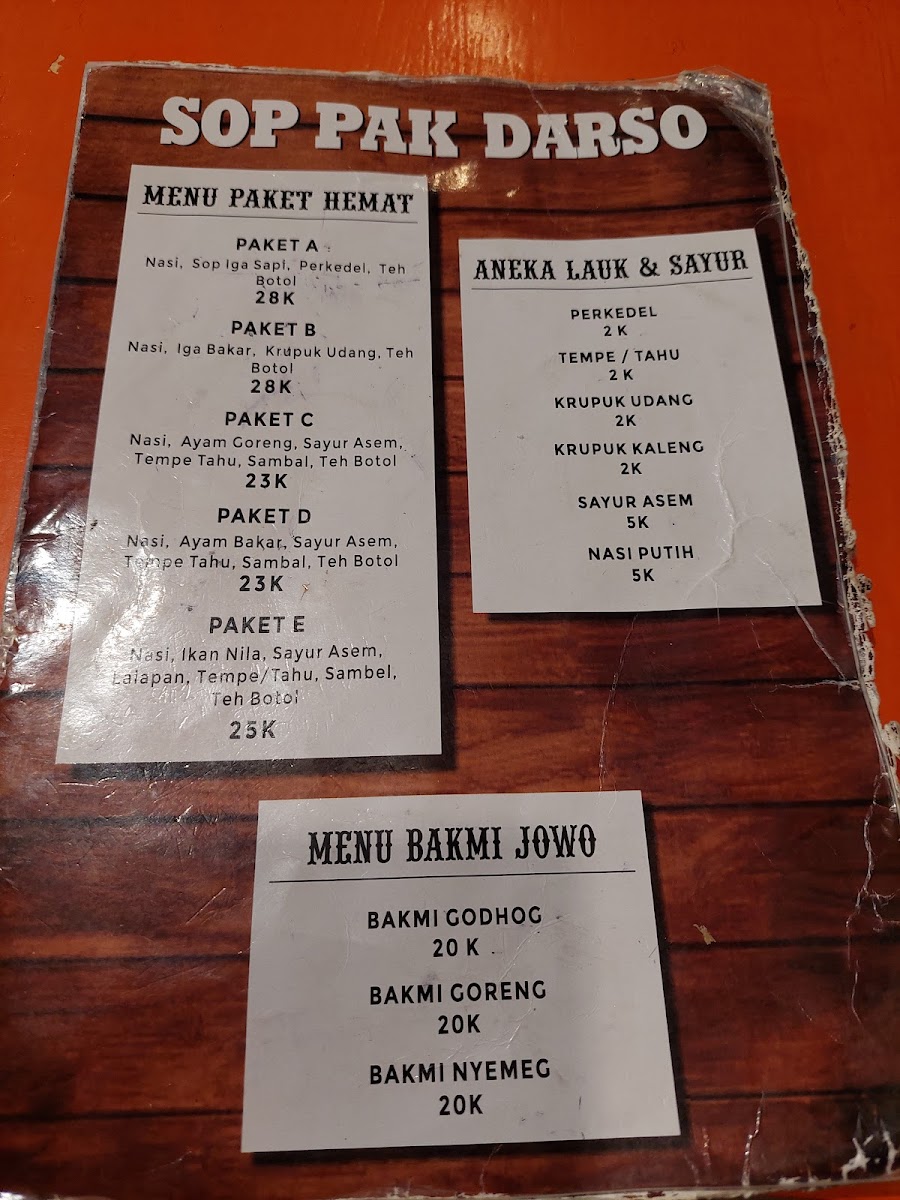 SOP PAK DARSO
MENU PAKET HEMAT
PAKET A
Nasi, Sop Iga Sapi, Perkedel, Teh
Botol
28K
PAKET B
Nasi, Iga Bakar, Krupuk Udang, Teh
Botol
28K
PAKET C
Nasi, Ayam Goreng, Sayur Asem,
Tempe Tahu, Sambal, Teh Botol
23K
PAKET D
Nasi, Ayam Bakar, Sayur Asem,
Tempe Tahu, Sambal, Teh Botol
23K
PAKET E
Nasi, Ikan Nila, Sayur Asem,
Lalapan, Tempe/Tahu, Sambel,
Teh Botol
25K
ANEKA LAUK & SAYUR
PERKEDEL
2 K
TEMPE / TAHU
2 K
KRUPUK UDANG
2K
KRUPUK KALENG
2K
SAYUR ASEM
5K
NASI PUTIH
5K
MENU BAKMI JOWO
BAKMI GODHOG
20 K
BAKMI GORENG
20K
BAKMI NYEMEG
20K